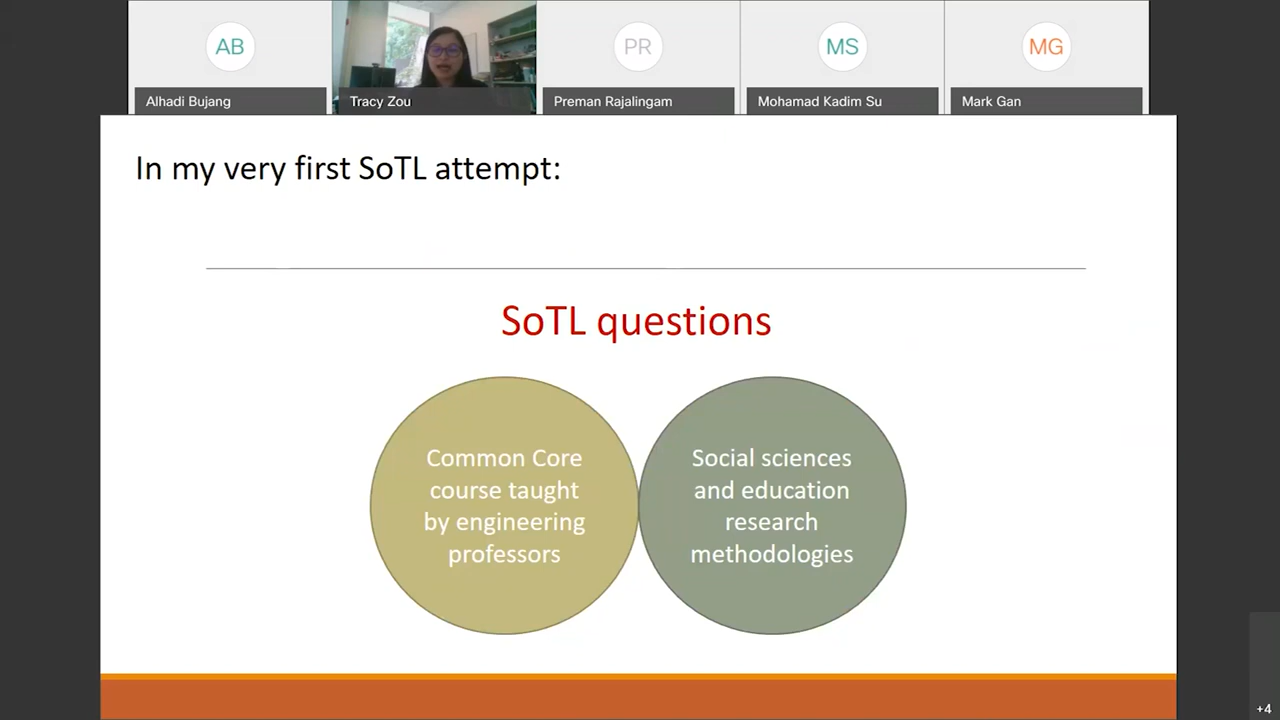 AB
PR
MS
MG
Alhadi Bujang
Tracy Zou
Preman Rajalingam
Mohamad Kadim Su
Mark Gan
In my very first SoTL attempt:
SoTL questions
Common Core
course taught
by engineering
professors
Social sciences
and education
research
methodologies
+4